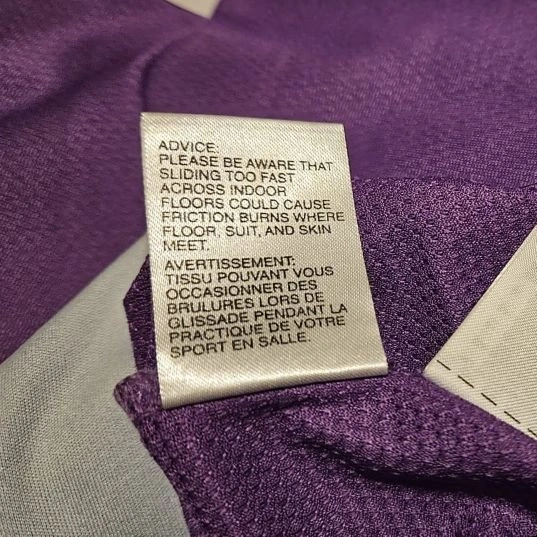 ADVICE:
PLEASE BE AWARE THAT
SLIDING TOO FAST
ACROSS INDOOR
FLOORS COULD CAUSE
FRICTION BURNS WHERE
FLOOR, SUIT, AND SKIN
MEET.
AVERTISSEMENT:
TISSU POUVANT VOUS
OCCASIONNER DES
BRULURES LORS DE
GLISSADE PENDANT LA
PRACTIQUE DE VOTRE
SPORT EN SALLE.